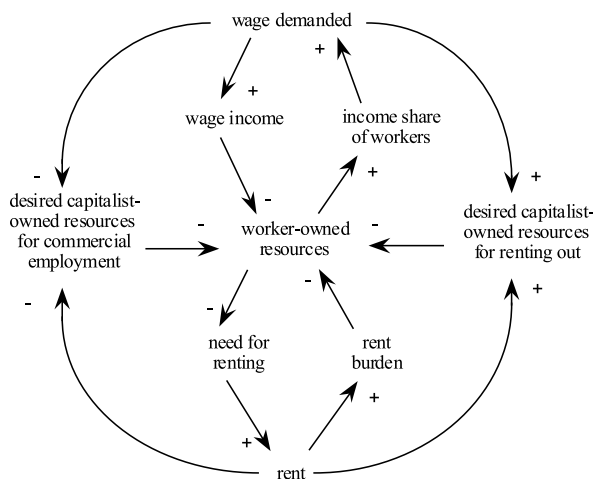 wage demanded
+
+
wage income
income share
of workers
-
-
+
+
desired capitalist-
owned resources
for commercial
employment
-
worker-owned
resources
-
desired capitalist-
owned resources
for renting out
-
-
-
+
need for
renting
rent
burden
+
+
rent